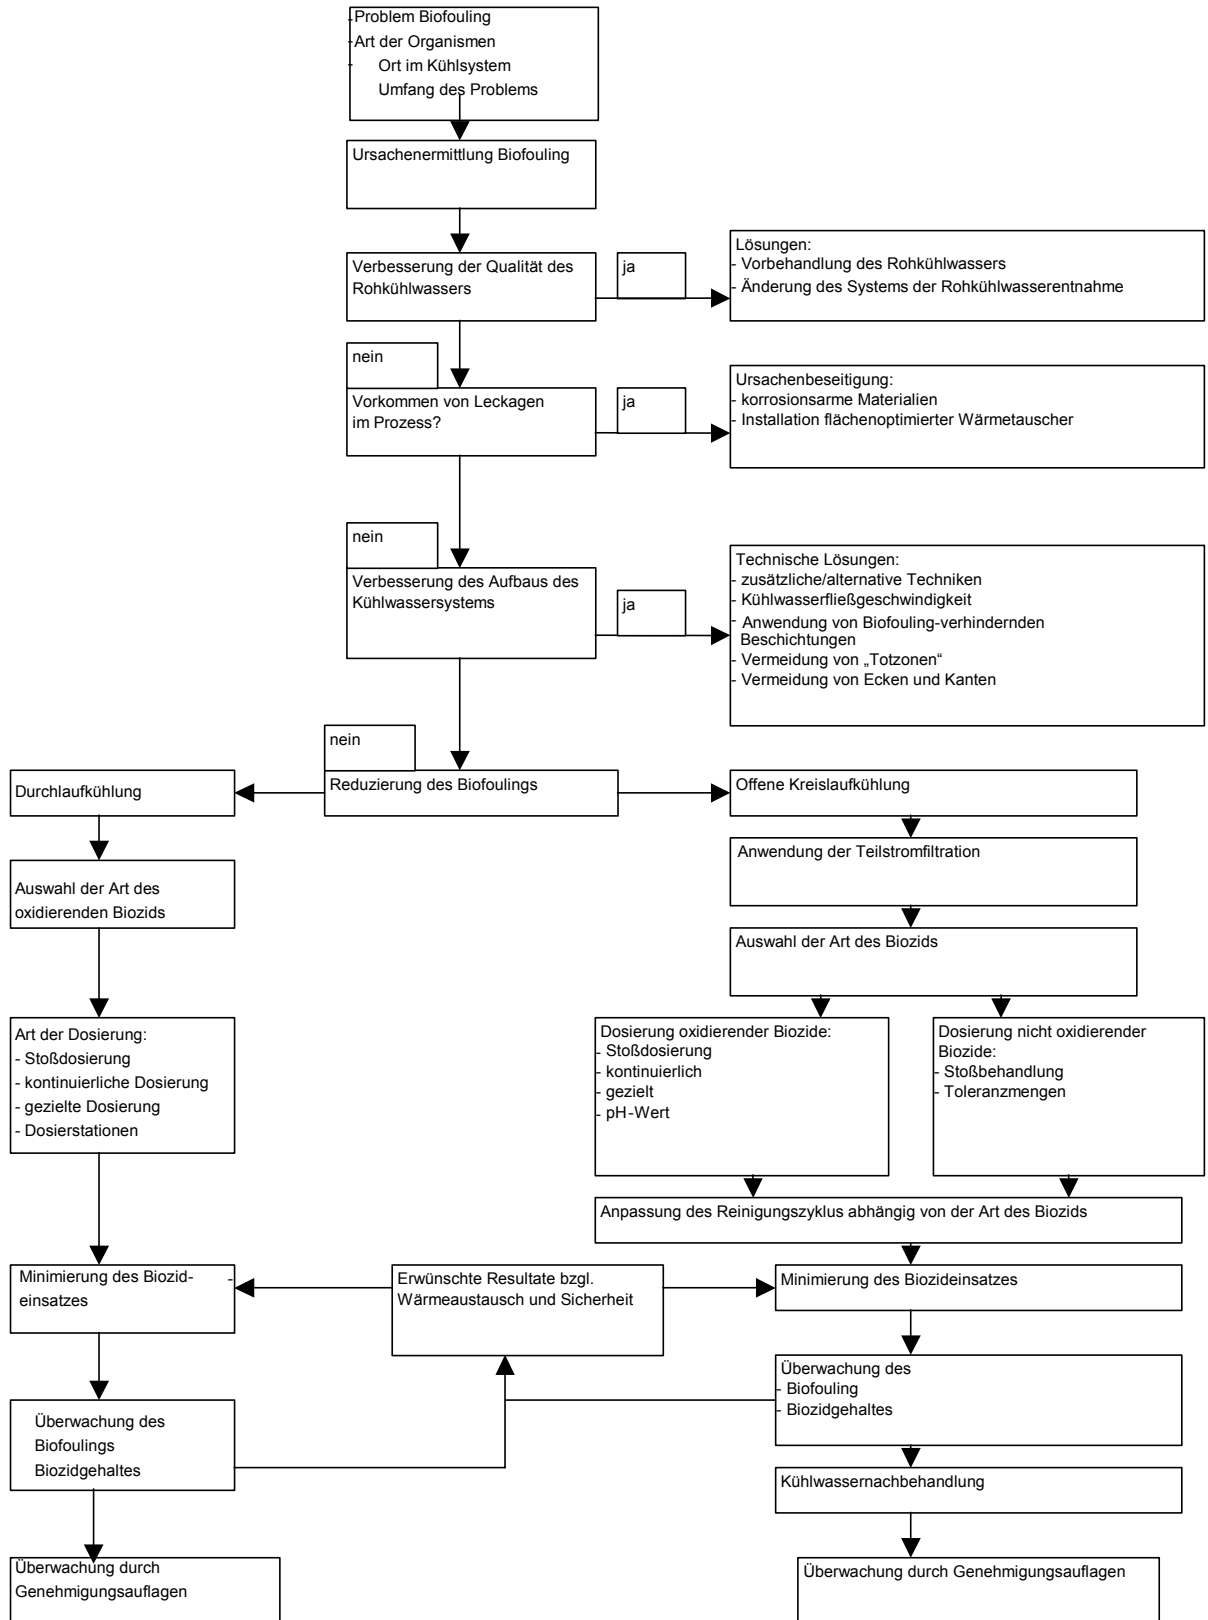 -Problem Biofouling
-Art der Organismen
- Ort im Kühlsystem
Umfang des Problems
Ursachenermittlung Biofouling
Verbesserung der Qualität des
Rohkühlwassers
ja
Lösungen:
- Vorbehandlung des Rohkühlwassers
- Änderung des Systems der Rohkühlwasserentnahme
nein
Vorkommen von Leckagen
im Prozess?
ja
Ursachenbeseitigung:
- korrosionsarme Materialien
- Installation flächenoptimierter Wärmetauscher
nein
Verbesserung des Aufbaus des
Kühlwassersystems
ja
Technische Lösungen:
- zusätzliche/alternative Techniken
- Kühlwasserfließgeschwindigkeit
- Anwendung von Biofouling-verhindernden
Beschichtungen
- Vermeidung von „Totzonen“
- Vermeidung von Ecken und Kanten
nein
Reduzierung des Biofoulings
Durchlaufkühlung
Auswahl der Art des
oxidierenden Biozids
Art der Dosierung:
- Stoßdosierung
- kontinuierliche Dosierung
- gezielte Dosierung
- Dosierstationen
Offene Kreislaufkühlung
Anwendung der Teilstromfiltration
Auswahl der Art des Biozids
Dosierung oxidierender Biozide:
- Stoßdosierung
- kontinuierlich
- gezielt
- pH-Wert
Dosierung nicht oxidierender
Biozide:
- Stoßbehandlung
- Toleranzmengen
Anpassung des Reinigungszyklus abhängig von der Art des Biozids
Minimierung des Biozid- -
einsatzes
Erwünschte Resultate bzgl.
Wärmeaustausch und Sicherheit
Minimierung des Biozideinsatzes
Überwachung des
Biofoulings
Biozidgehaltes
Überwachung des
- Biofouling
- Biozidgehaltes
Kühlwassernachbehandlung
Überwachung durch
Genehmigungsauflagen
Überwachung durch Genehmigungsauflagen